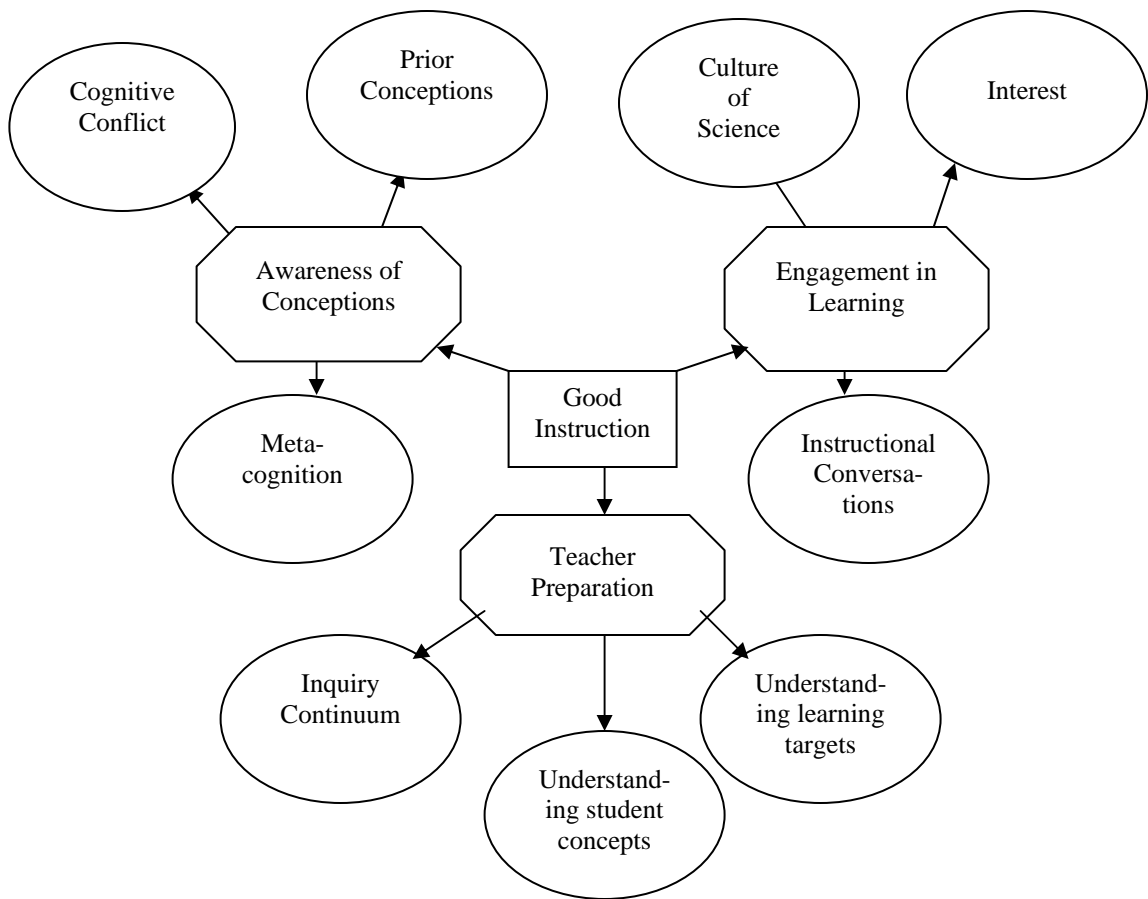 Cognitive
Conflict
Prior
Conceptions
Culture
of
Science
Interest
Awareness of
Conceptions
Engagement in
Learning
Good
Instruction
Meta-
cognition
Instructional
Conversa-
tions
Teacher
Preparation
Inquiry
Continuum
Understand-
ing student
concepts
Understand-
ing learning
targets